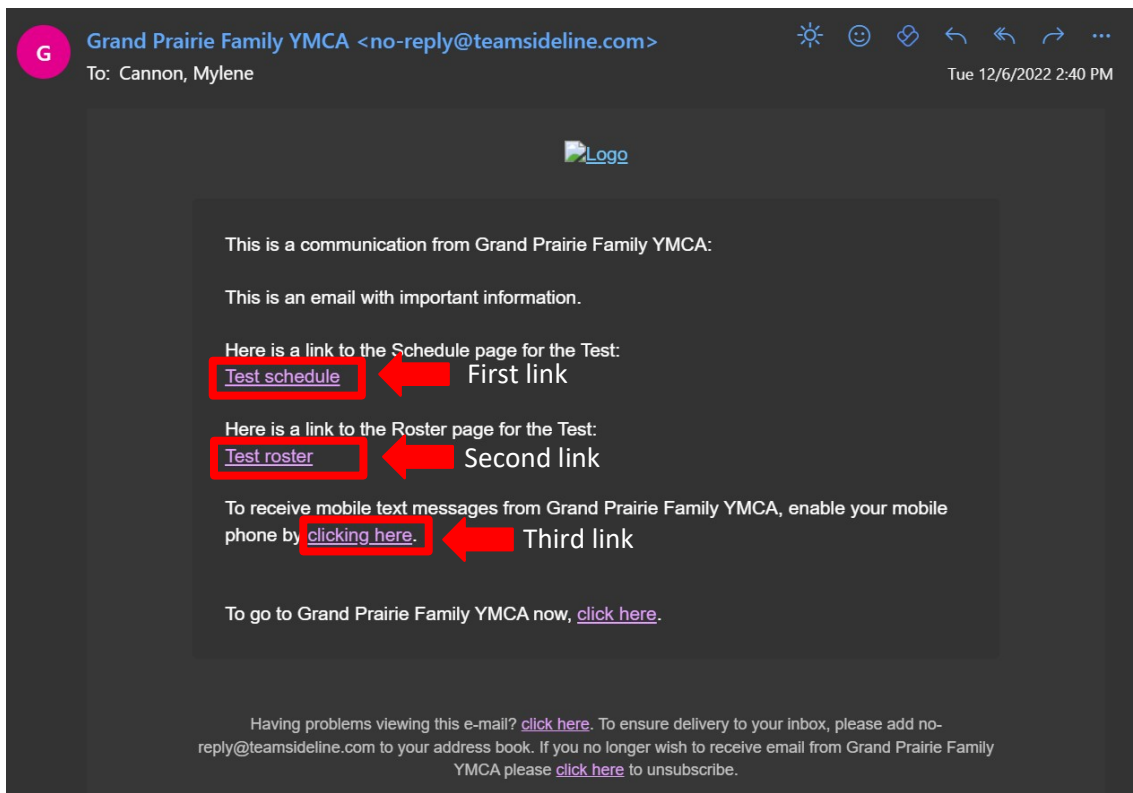 G
Grand Prairie Family YMCA <no-reply@teamsideline.com>
To: Cannon, Mylene
Tue 12/6/2022 2:40 PM
Logo
This is a communication from Grand Prairie Family YMCA:
This is an email with important information.
Here is a link to the Schedule page for the Test:
Test schedule
First link
Here is a link to the Roster page for the Test:
Test roster
Second link
To receive mobile text messages from Grand Prairie Family YMCA, enable your mobile
phone by clicking here.
Third link
To go to Grand Prairie Family YMCA now, click here.
Having problems viewing this e-mail? click here. To ensure delivery to your inbox, please add no-
reply@teamsideline.com to your address book. If you no longer wish to receive email from Grand Prairie Family
YMCA please click here to unsubscribe.